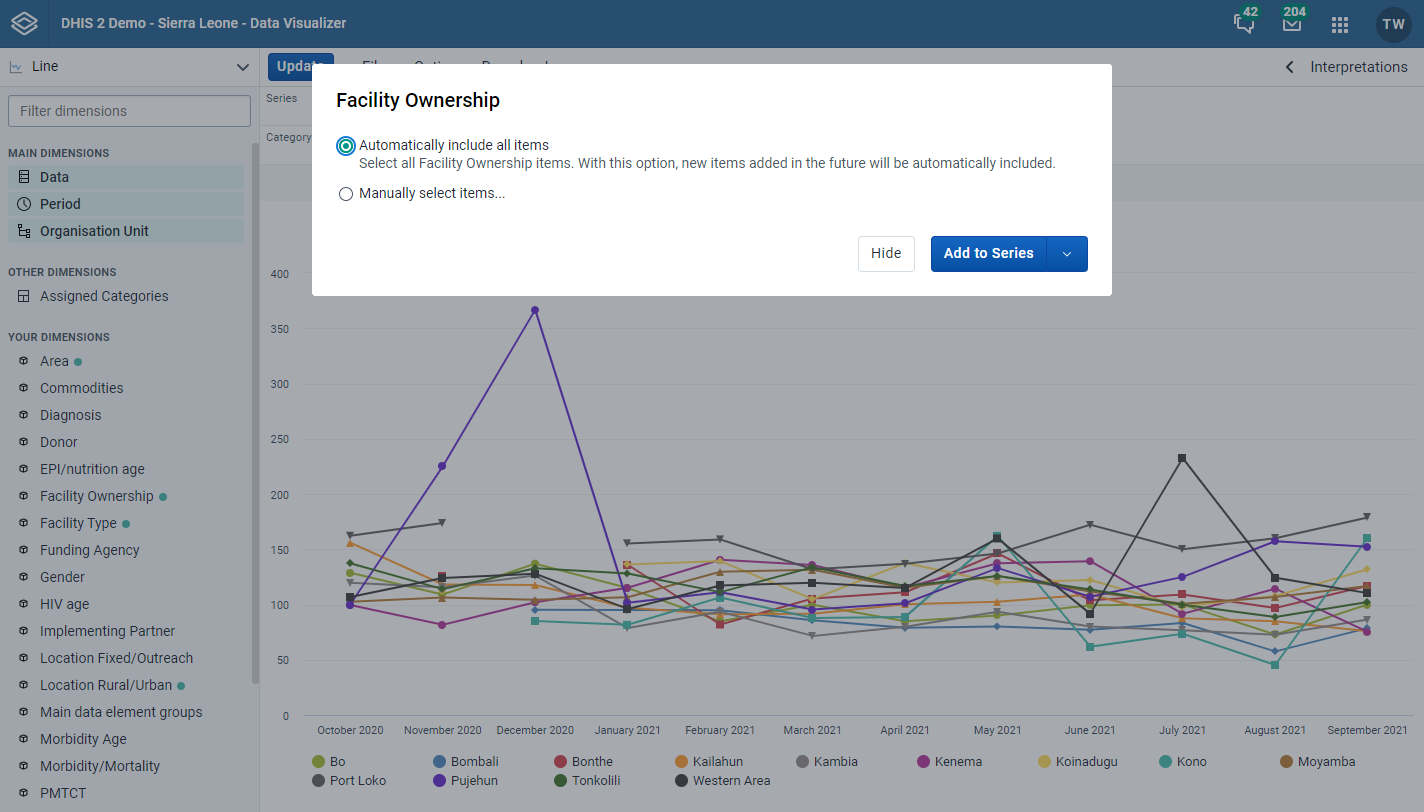 DHIS 2 Demo - Sierra Leone - Data Visualizer
42
204
TW
Line
Interpretations
Filter dimensions
Series
Category
MAIN DIMENSIONS
Data
Period
Organisation Unit
OTHER DIMENSIONS
Assigned Categories
YOUR DIMENSIONS
Area
Commodities
Diagnosis
Donor
EPI/nutrition age
Facility Ownership
Facility Type
Funding Agency
Gender
HIV age
Implementing Partner
Location Fixed/Outreach
Location Rural/Urban
Main data element groups
Morbidity Age
Morbidity/Mortality
PMTCT
Facility Ownership
Automatically include all items
Select all Facility Ownership items. With this option, new items added in the future will be automatically included.
Manually select items...
Hide
Add to Series
400
350
300
250
200
150
100
50
0
October 2020 November 2020 December 2020 January 2021 February 2021 March 2021 April 2021 May 2021 June 2021 July 2021 August 2021 September 2021
Bo Bombali Bonthe Kailahun Kambia Kenema Koinadugu Kono Moyamba
Port Loko Pujehun Tonkolili Western Area